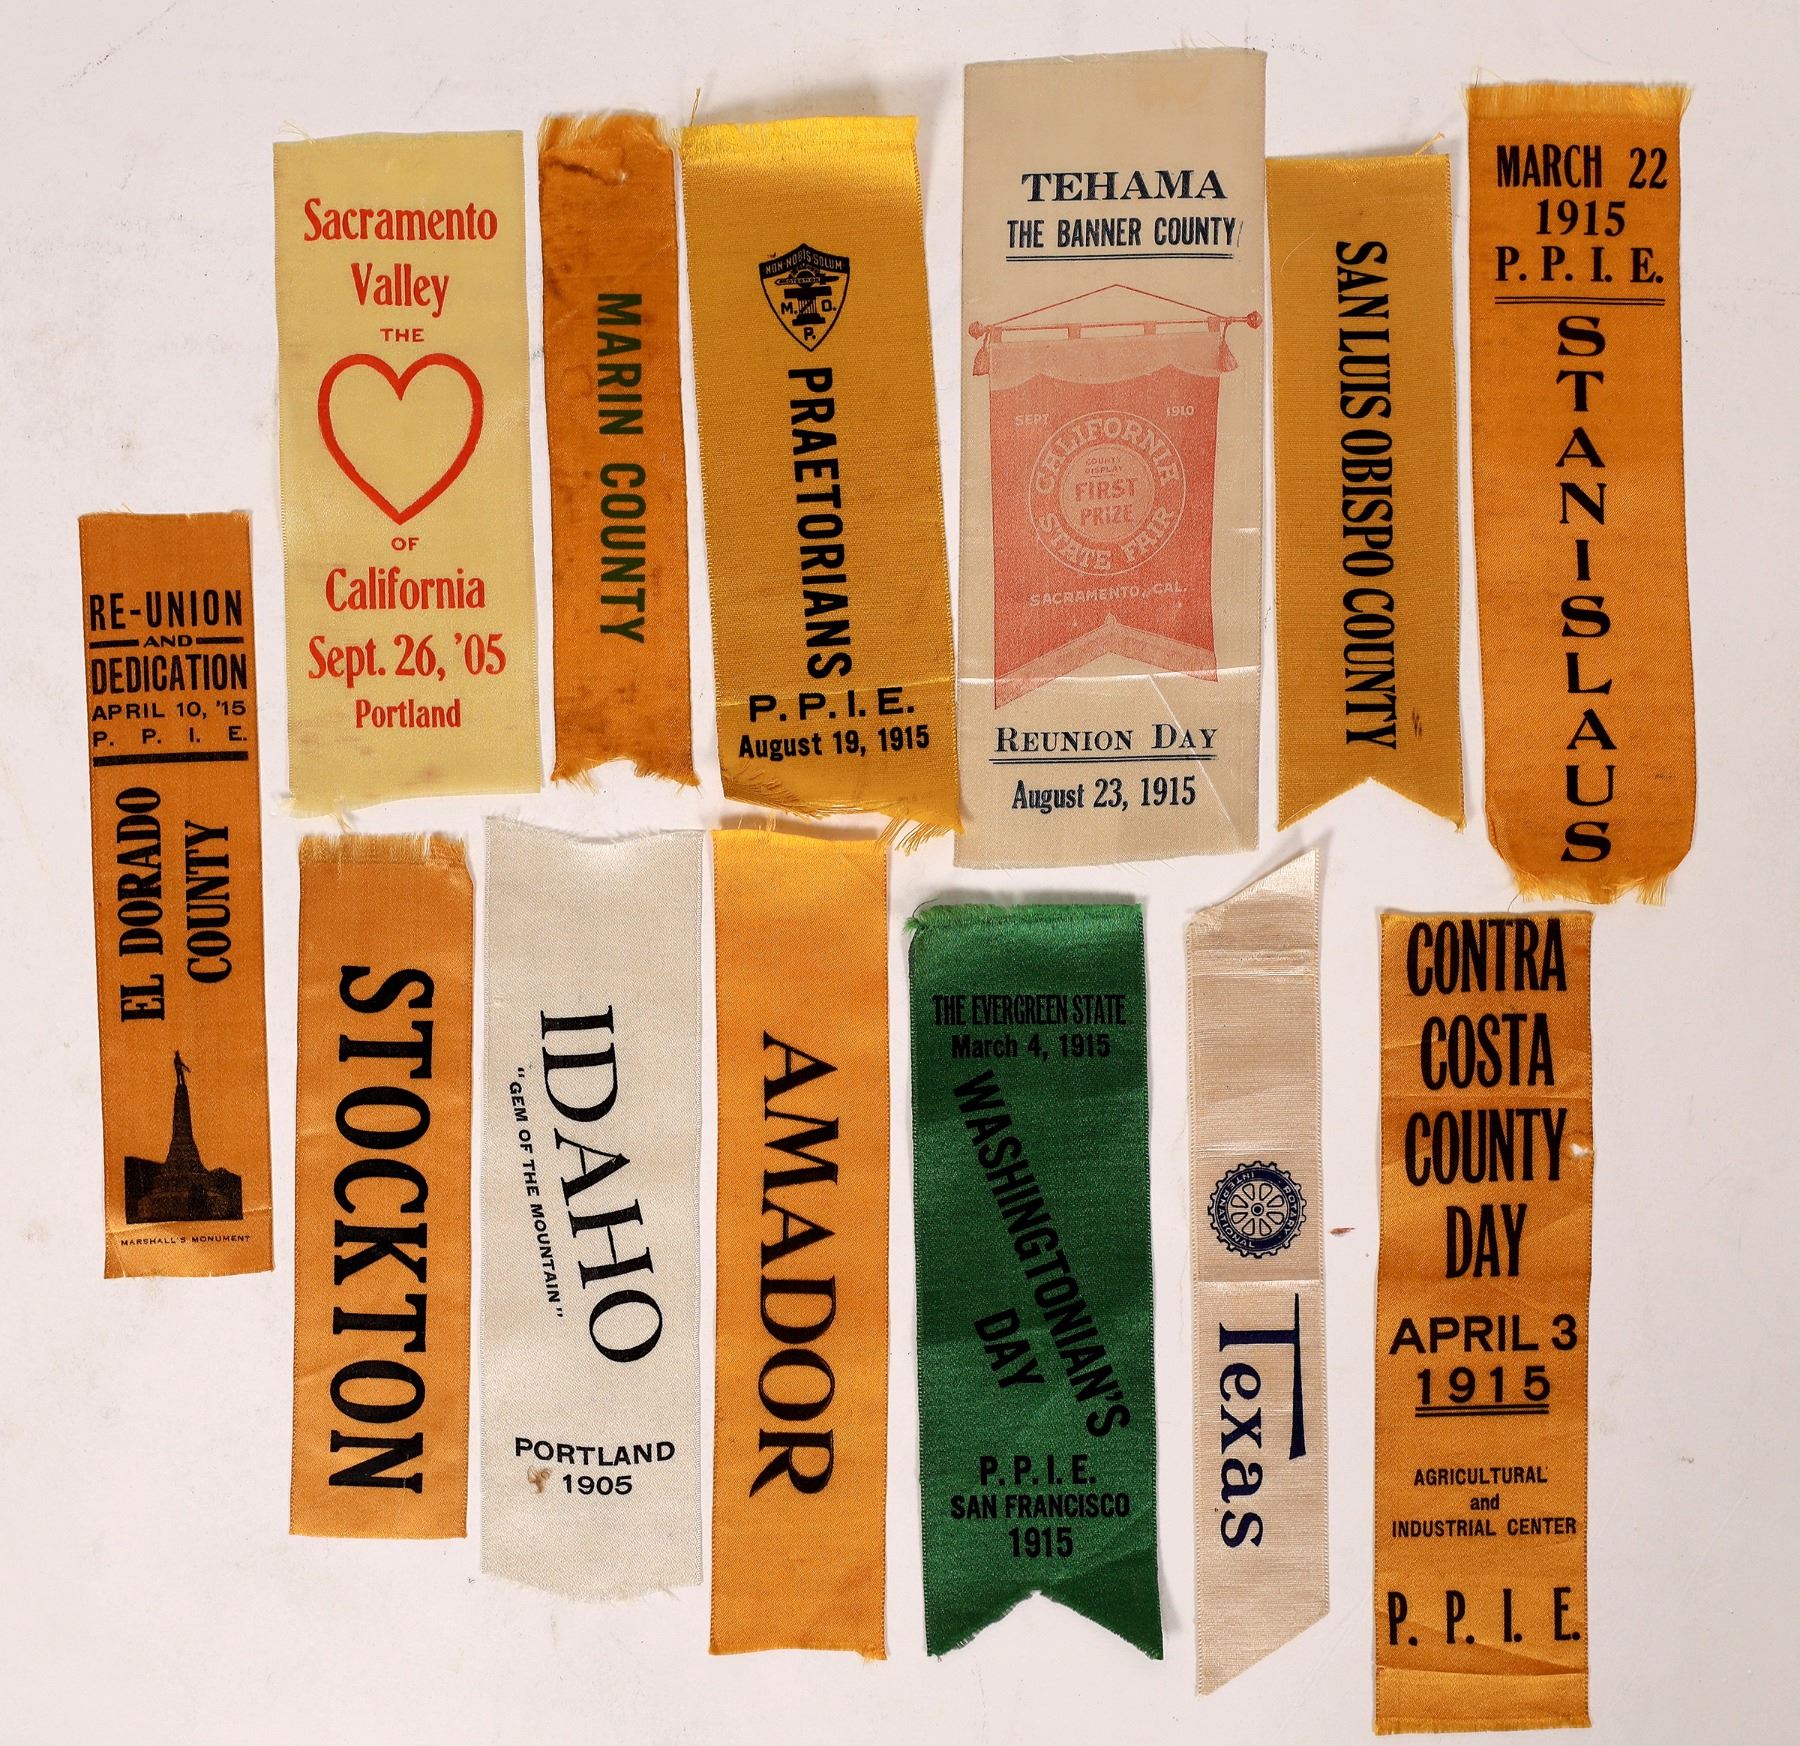 RE-UNION
AND
DEDICATION
APRIL 10, '15
P. P. I. E.
EL DORADO
COUNTY
MARSHALL'S MONUMENT
Sacramento
Valley
THE
OF
California
Sept. 26, '05
Portland
MARIN COUNTY
NON-NOBIS-SOLUM
PROTECTION
M. O.
P.
PRAETORIANS
P. P. I. E.
August 19, 1915
TEHAMA
THE BANNER COUNTY
SEPT 1910
CALIFORNIA
COUNTY
DISPLAY
FIRST
PRIZE
STATE FAIR
SACRAMENTO, CAL.
REUNION DAY
August 23, 1915
SAN LUIS OBISPO COUNTY
MARCH 22
1915
P. P. I. E.
STANISLAUS
STOCKTON
IDAHO
"GEM OF THE MOUNTAIN"
PORTLAND
1905
AMADOR
THE EVERGREEN STATE
March 4, 1915
WASHINGTONIAN'S
DAY
P. P. I. E.
SAN FRANCISCO
1915
ROTARY
INTERNATIONAL
Texas
CONTRA
COSTA
COUNTY
DAY
APRIL 3
1915
AGRICULTURAL
and
INDUSTRIAL CENTER
P. P. I. E.